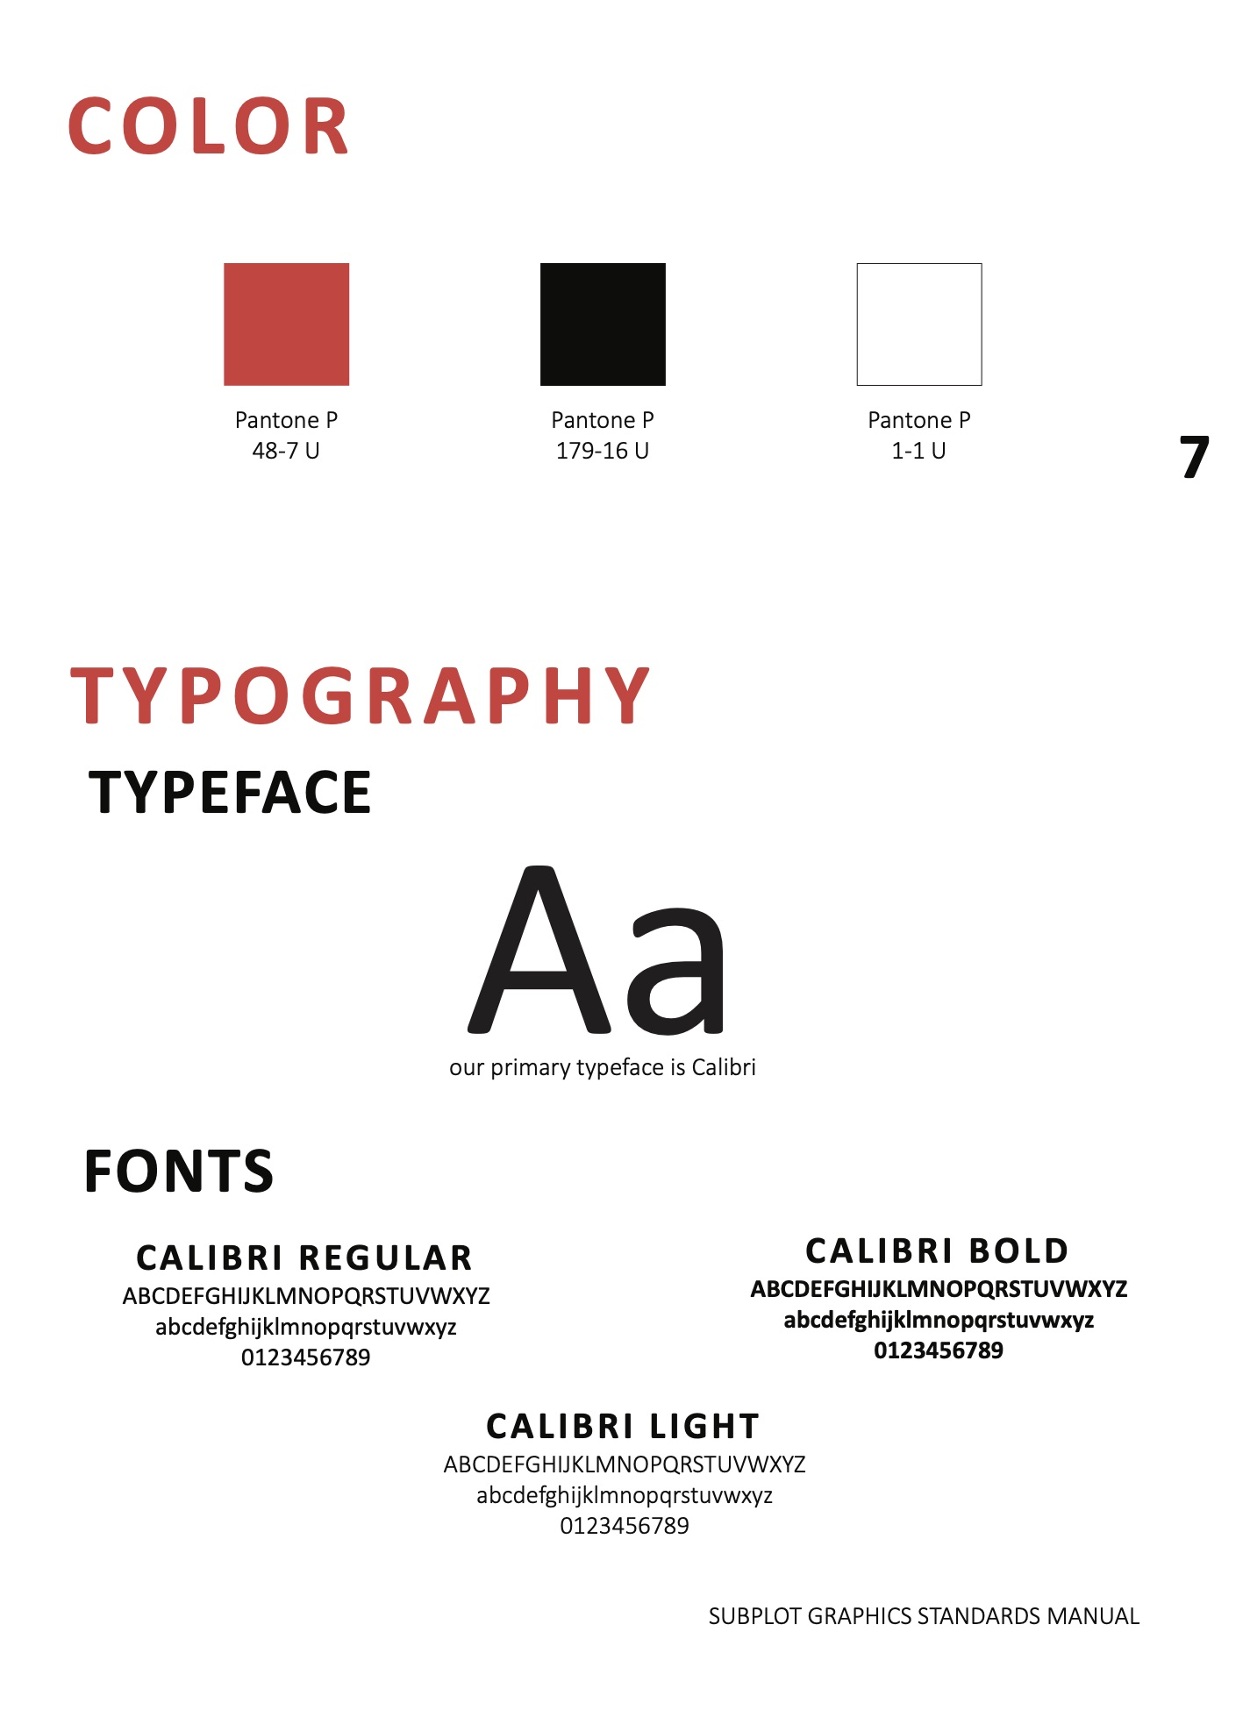 COLOR
Pantone P
48-7 U
Pantone P
179-16 U
Pantone P
1-1 U
7
TYPOGRAPHY
TYPEFACE
Aa
our primary typeface is Calibri
FONTS
CALIBRI REGULAR
ABCDEFGHIJKLMNOPQRSTUVWXYZ
abcdefghijklmnopqrstuvwxyz
0123456789
CALIBRI BOLD
ABCDEFGHIJKLMNOPQRSTUVWXYZ
abcdefghijklmnopqrstuvwxyz
0123456789
CALIBRI LIGHT
ABCDEFGHIJKLMNOPQRSTUVWXYZ
abcdefghijklmnopqrstuvwxyz
0123456789
SUBPLOT GRAPHICS STANDARDS MANUAL